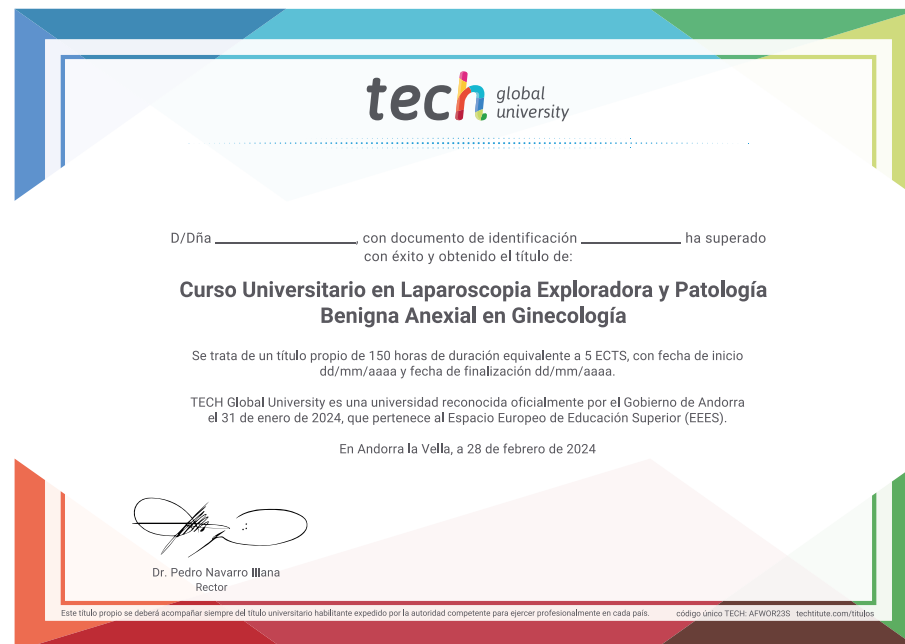 tech global university
D/Dña ____________, con documento de identificación ____________ ha superado
con éxito y obtenido el título de:
Curso Universitario en Laparoscopia Exploradora y Patología
Benigna Anexial en Ginecología
Se trata de un título propio de 150 horas de duración equivalente a 5 ECTS, con fecha de inicio
dd/mm/aaaa y fecha de finalización dd/mm/aaaa.
TECH Global University es una universidad reconocida oficialmente por el Gobierno de Andorra
el 31 de enero de 2024, que pertenece al Espacio Europeo de Educación Superior (EEES).
En Andorra la Vella, a 28 de febrero de 2024
Dr. Pedro Navarro Illana
Rector
Este título propio se deberá acompañar siempre del título universitario habilitante expedido por la autoridad competente para ejercer profesionalmente en cada país. código único TECH: AFWOR23S techtitute.com/titulos